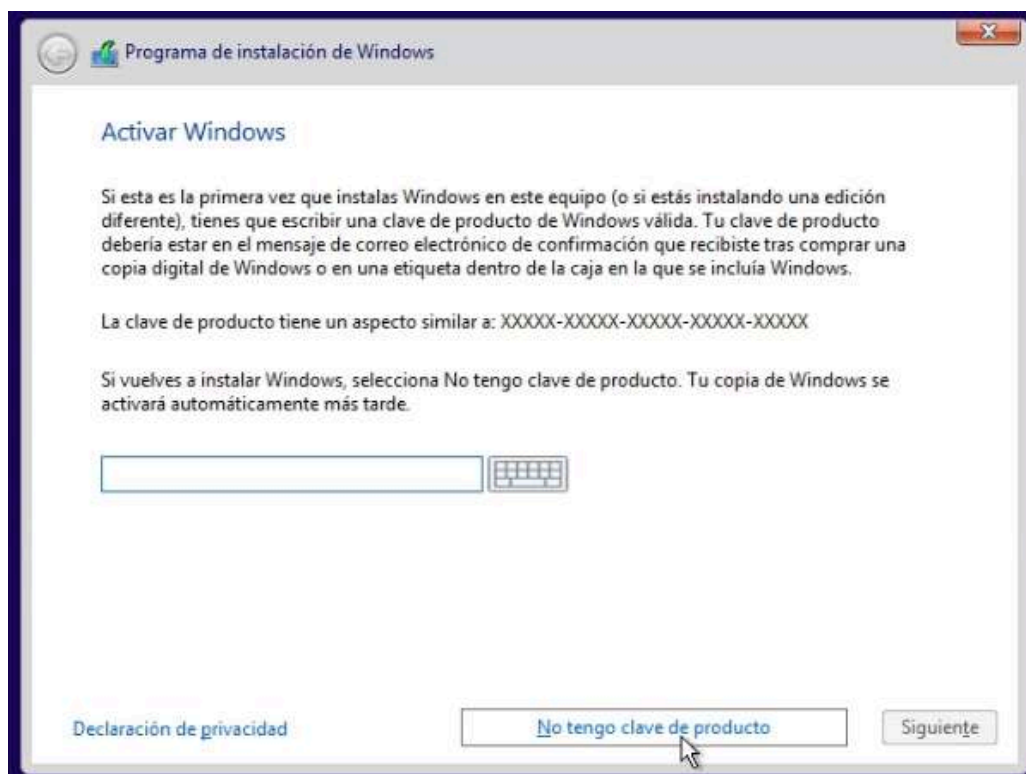 Programa de instalación de Windows
Activar Windows
Si esta es la primera vez que instalas Windows en este equipo (o si estás instalando una edición
diferente), tienes que escribir una clave de producto de Windows válida. Tu clave de producto
debería estar en el mensaje de correo electrónico de confirmación que recibiste tras comprar una
copia digital de Windows o en una etiqueta dentro de la caja en la que se incluía Windows.
La clave de producto tiene un aspecto similar a: XXXXX-XXXXX-XXXXX-XXXXX-XXXXX
Si vuelves a instalar Windows, selecciona No tengo clave de producto. Tu copia de Windows se
activará automáticamente más tarde.
Declaración de privacidad
No tengo clave de producto
Siguiente